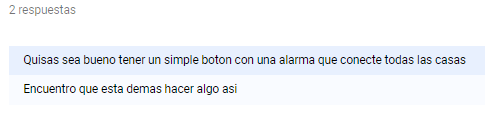 2 respuestas
Quisas sea bueno tener un simple boton con una alarma que conecte todas las casas
Encuentro que esta demas hacer algo asi